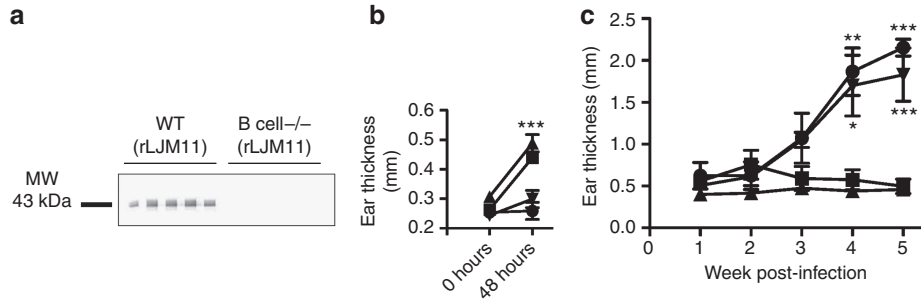 a
WT
(rLJM11)
B cell–/–
(rLJM11)
MW
43 kDa
b
Ear thickness
(mm)
0.6
0.5
0.4
0.3
0.2
***
0 hours
48 hours
c
Ear thickness (mm)
2.5
2.0
1.5
1.0
0.5
0.0
**
***
*
***
0 1 2 3 4 5
Week post-infection